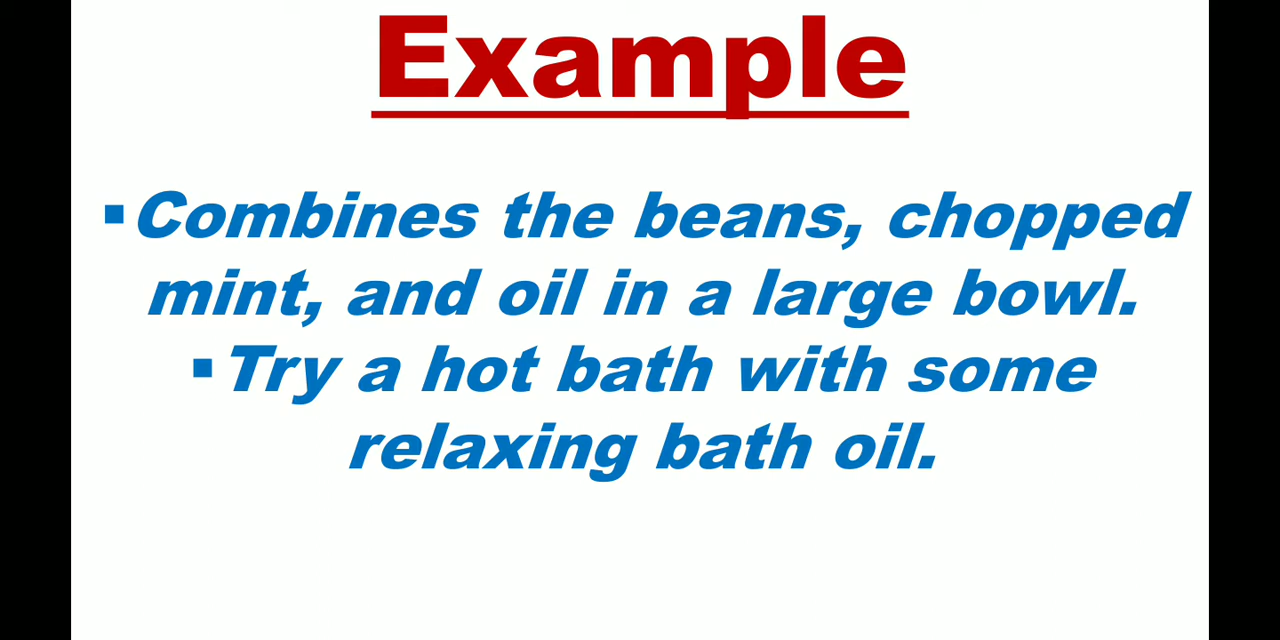 Example
▪Combines the beans, chopped
mint, and oil in a large bowl.
▪Try a hot bath with some
relaxing bath oil.